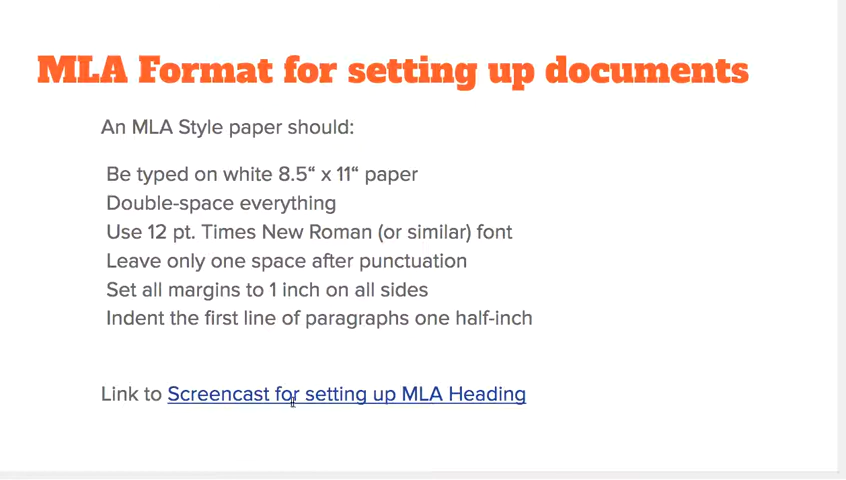 MLA Format for setting up documents
An MLA Style paper should:
Be typed on white 8.5“ x 11“ paper
Double-space everything
Use 12 pt. Times New Roman (or similar) font
Leave only one space after punctuation
Set all margins to 1 inch on all sides
Indent the first line of paragraphs one half-inch
Link to Screencast for setting up MLA Heading